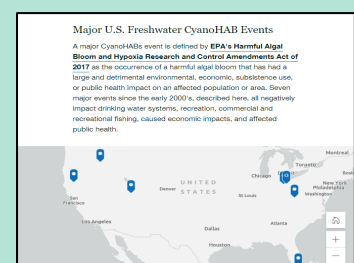 Major U.S. Freshwater CyanoHAB Events
A major CyanoHABs event is defined by EPA's Harmful Algal
Bloom and Hypoxia Research and Control Amendments Act of
2017 as the occurrence of a harmful algal bloom that has had a
large and detrimental environmental, economic, subsistence use,
or public health impact on an affected population or area. Seven
major events since the early 2000's, described here, all negatively
impact drinking water systems, recreation, commercial and
recreational fishing, caused economic impacts, and affected
public health.
Montreal
Toronto
Chicago
Bost
New York
Philadelphia
Denver
UNITED
STATES
St Louis
Washington
San
Francisco
Los Angeles
Atlanta
Dallas
Houston
+
−